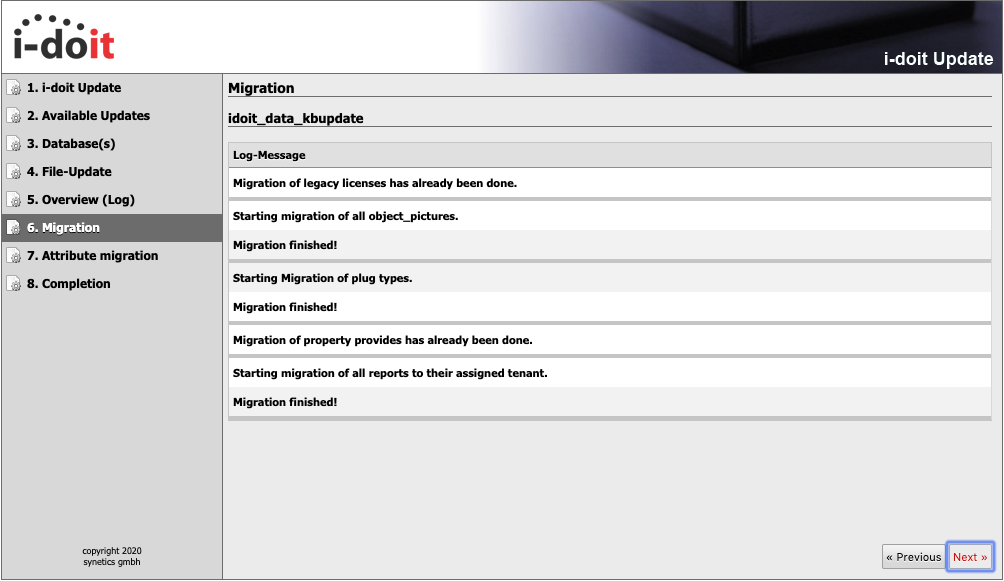 i-doit
i-doit Update
1. i-doit Update
2. Available Updates
3. Database(s)
4. File-Update
5. Overview (Log)
6. Migration
7. Attribute migration
8. Completion
copyright 2020
synetics gmbh
Migration
idoit_data_kbupdate
Log-Message
Migration of legacy licenses has already been done.
Starting migration of all object_pictures.
Migration finished!
Starting Migration of plug types.
Migration finished!
Migration of property provides has already been done.
Starting migration of all reports to their assigned tenant.
Migration finished!
« Previous Next »